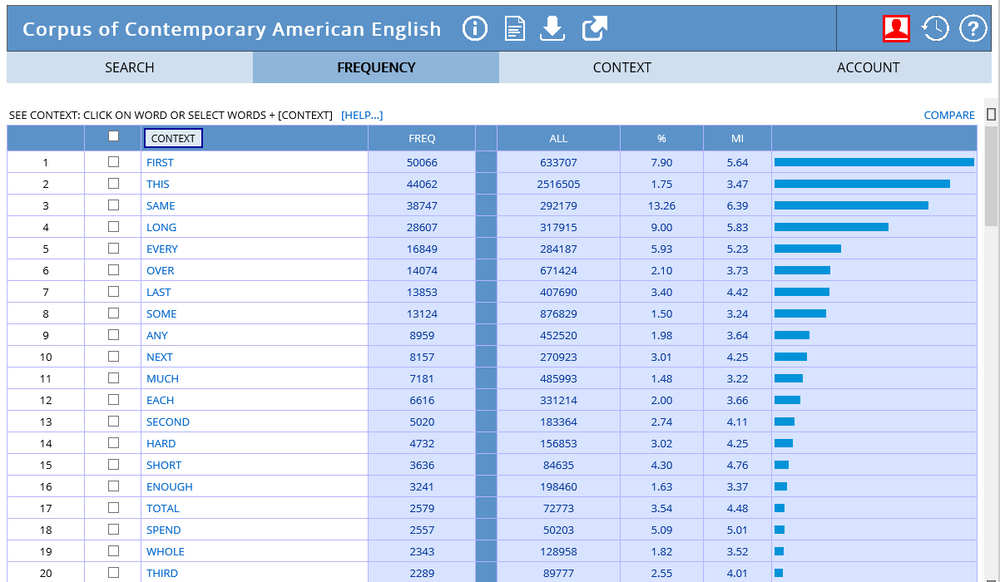 Corpus of Contemporary American English
SEARCH FREQUENCY CONTEXT ACCOUNT
SEE CONTEXT: CLICK ON WORD OR SELECT WORDS + [CONTEXT] [HELP...] COMPARE
CONTEXT FREQ ALL % MI
1 FIRST 50066 633707 7.90 5.64
2 THIS 44062 2516505 1.75 3.47
3 SAME 38747 292179 13.26 6.39
4 LONG 28607 317915 9.00 5.83
5 EVERY 16849 284187 5.93 5.23
6 OVER 14074 671424 2.10 3.73
7 LAST 13853 407690 3.40 4.42
8 SOME 13124 876829 1.50 3.24
9 ANY 8959 452520 1.98 3.64
10 NEXT 8157 270923 3.01 4.25
11 MUCH 7181 485993 1.48 3.22
12 EACH 6616 331214 2.00 3.66
13 SECOND 5020 183364 2.74 4.11
14 HARD 4732 156853 3.02 4.25
15 SHORT 3636 84635 4.30 4.76
16 ENOUGH 3241 198460 1.63 3.37
17 TOTAL 2579 72773 3.54 4.48
18 SPEND 2557 50203 5.09 5.01
19 WHOLE 2343 128958 1.82 3.52
20 THIRD 2289 89777 2.55 4.01